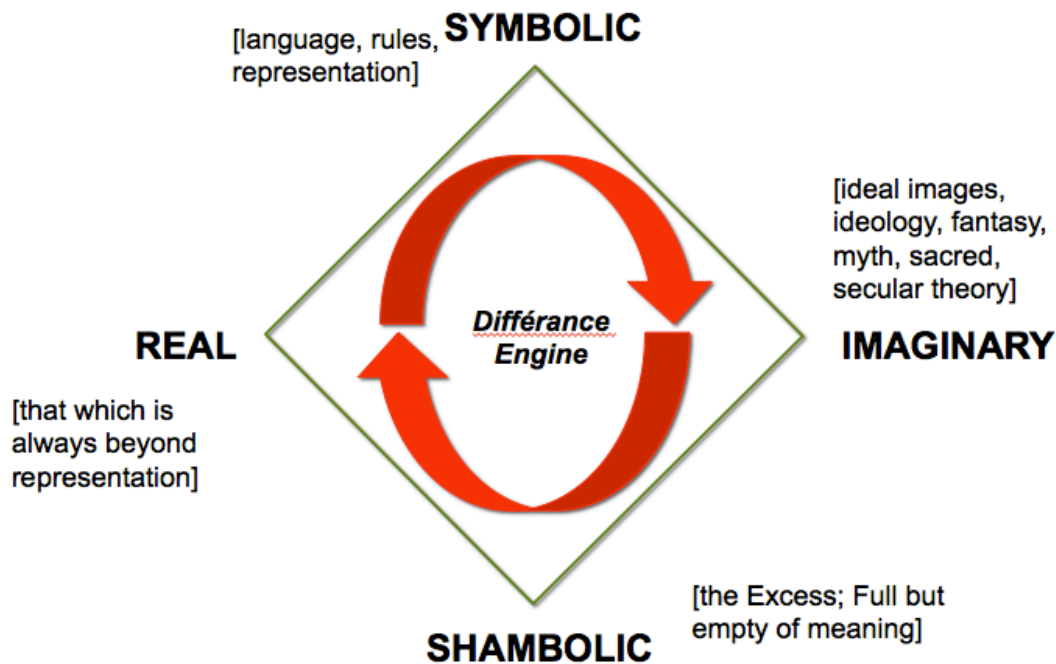 SYMBOLIC
[language, rules,
representation]
[ideal images,
ideology, fantasy,
myth, sacred,
secular theory]
Différance
Engine
REAL
IMAGINARY
[that which is
always beyond
representation]
[the Excess; Full but
empty of meaning]
SHAMBOLIC